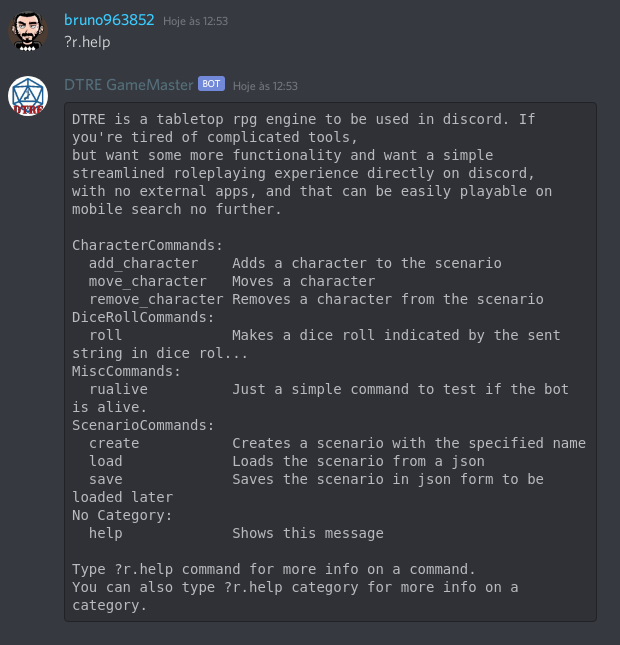 bruno963852 Hoje às 12:53
?r.help
DTRE GameMaster BOT Hoje às 12:53
DTRE
DTRE is a tabletop rpg engine to be used in discord. If
you're tired of complicated tools,
but want some more functionality and want a simple
streamlined roleplaying experience directly on discord,
with no external apps, and that can be easily playable on
mobile search no further.
CharacterCommands:
add_character Adds a character to the scenario
move_character Moves a character
remove_character Removes a character from the scenario
DiceRollCommands:
roll Makes a dice roll indicated by the sent
string in dice rol...
MiscCommands:
rualive Just a simple command to test if the bot
is alive.
ScenarioCommands:
create Creates a scenario with the specified name
load Loads the scenario from a json
save Saves the scenario in json form to be
loaded later
No Category:
help Shows this message
Type ?r.help command for more info on a command.
You can also type ?r.help category for more info on a
category.